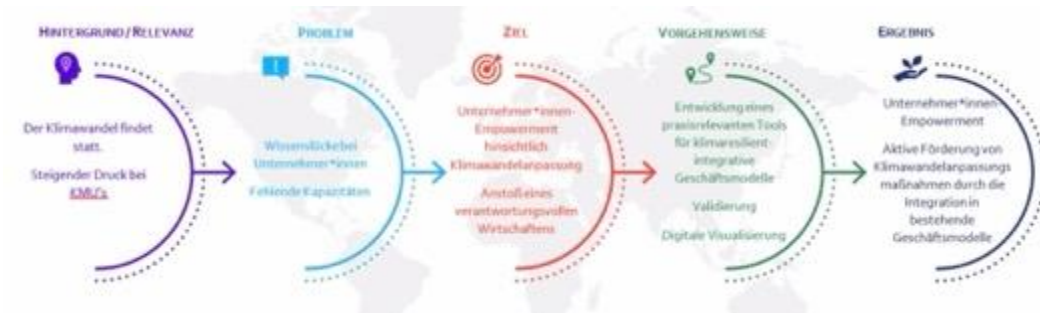 HINTERGRUND/RELEVANZ
Der Klimawandel findet
statt.
Steigender Druck bei
KMU's
PROBLEM
Wissenslücke bei
Unternehmer*innen
Fehlende Kapazitäten
ZIEL
Unternehmer*innen-
Empowerment
hinsichtlich
Klimawandelanpassung
Anstoß eines
verantwortungsvollen
Wirtschaftens
VORGEHENSWEISE
Entwicklung eines
praxisrelevanten Tools
für klimaresilient-
integrative
Geschäftsmodelle
Validierung
Digitale Visualisierung
ERGEBNIS
Unternehmer*innen-
Empowerment
Aktive Förderung von
Klimawandelanpassungs
maßnahmen durch die
Integration in
bestehende
Geschäftsmodelle